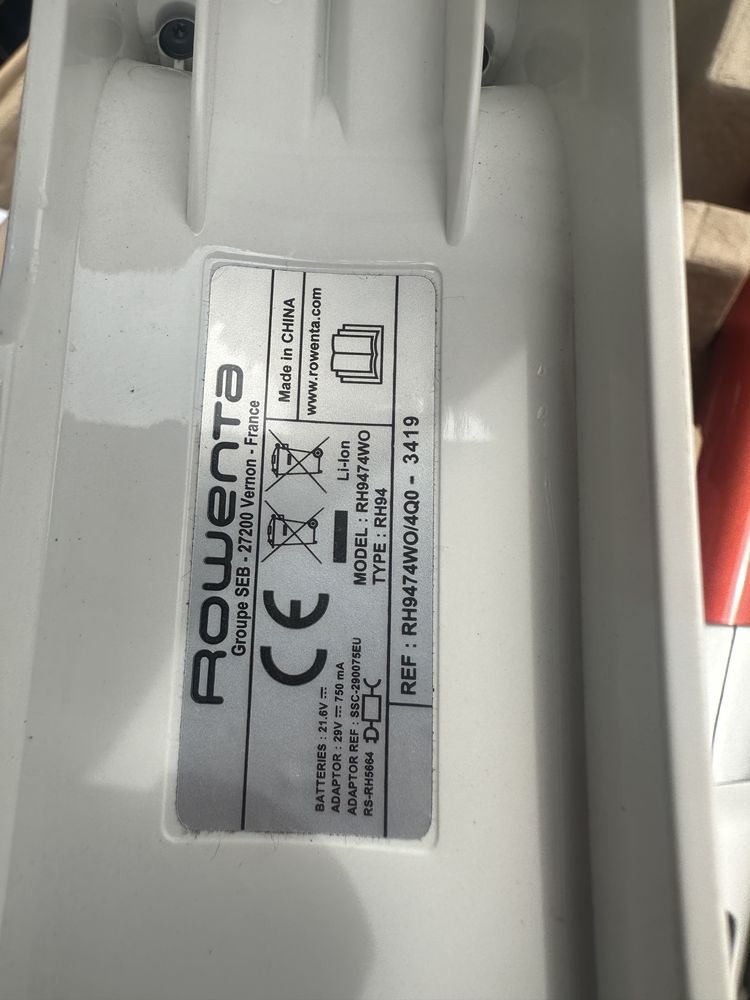 Rowenta
Groupe SEB - 27200 Vernon - France
Made in CHINA
www.rowenta.com
CE
Li-Ion
MODEL : RH9474WO
TYPE : RH94
BATTERIES : 21.6V
ADAPTOR : 29V 750 mA
ADAPTOR REF : SSC-290075EU
RS-RH5664
REF : RH9474WO/4Q0 - 3419